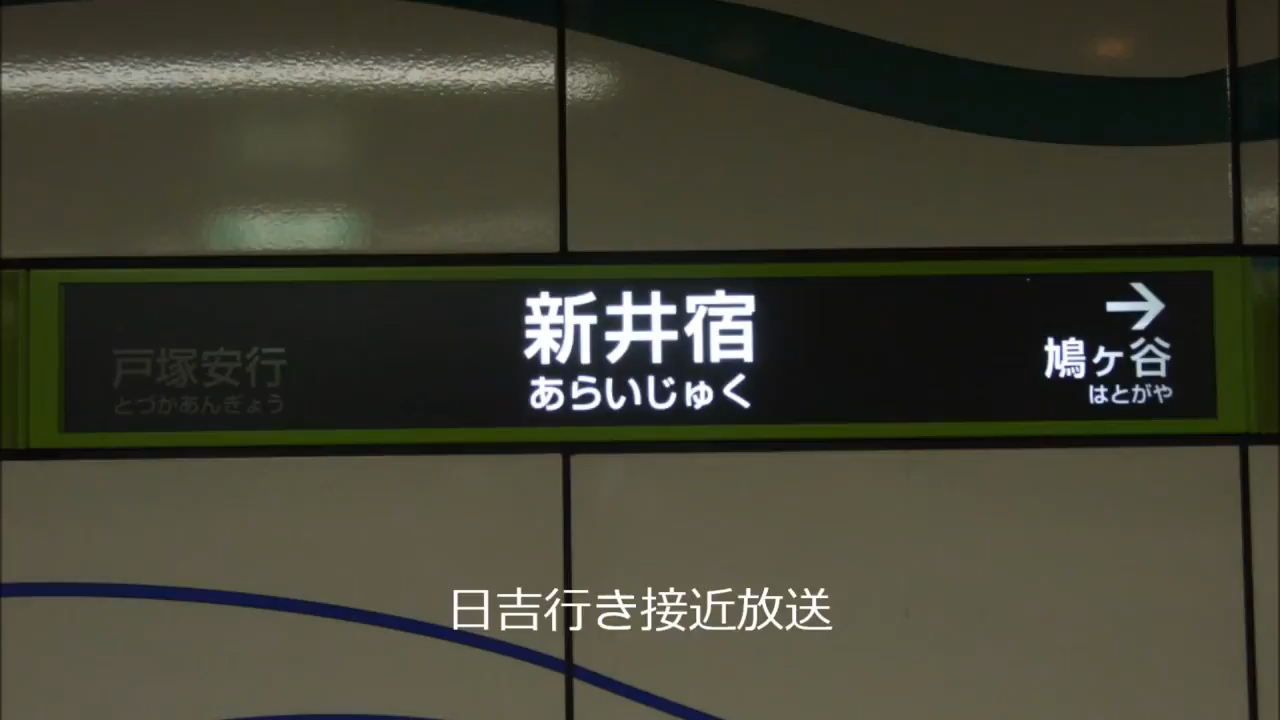 戸塚安行
とづかあんぎょう
新井宿
あらいじゅく
→
鳩ヶ谷
はとがや
日吉行き接近放送